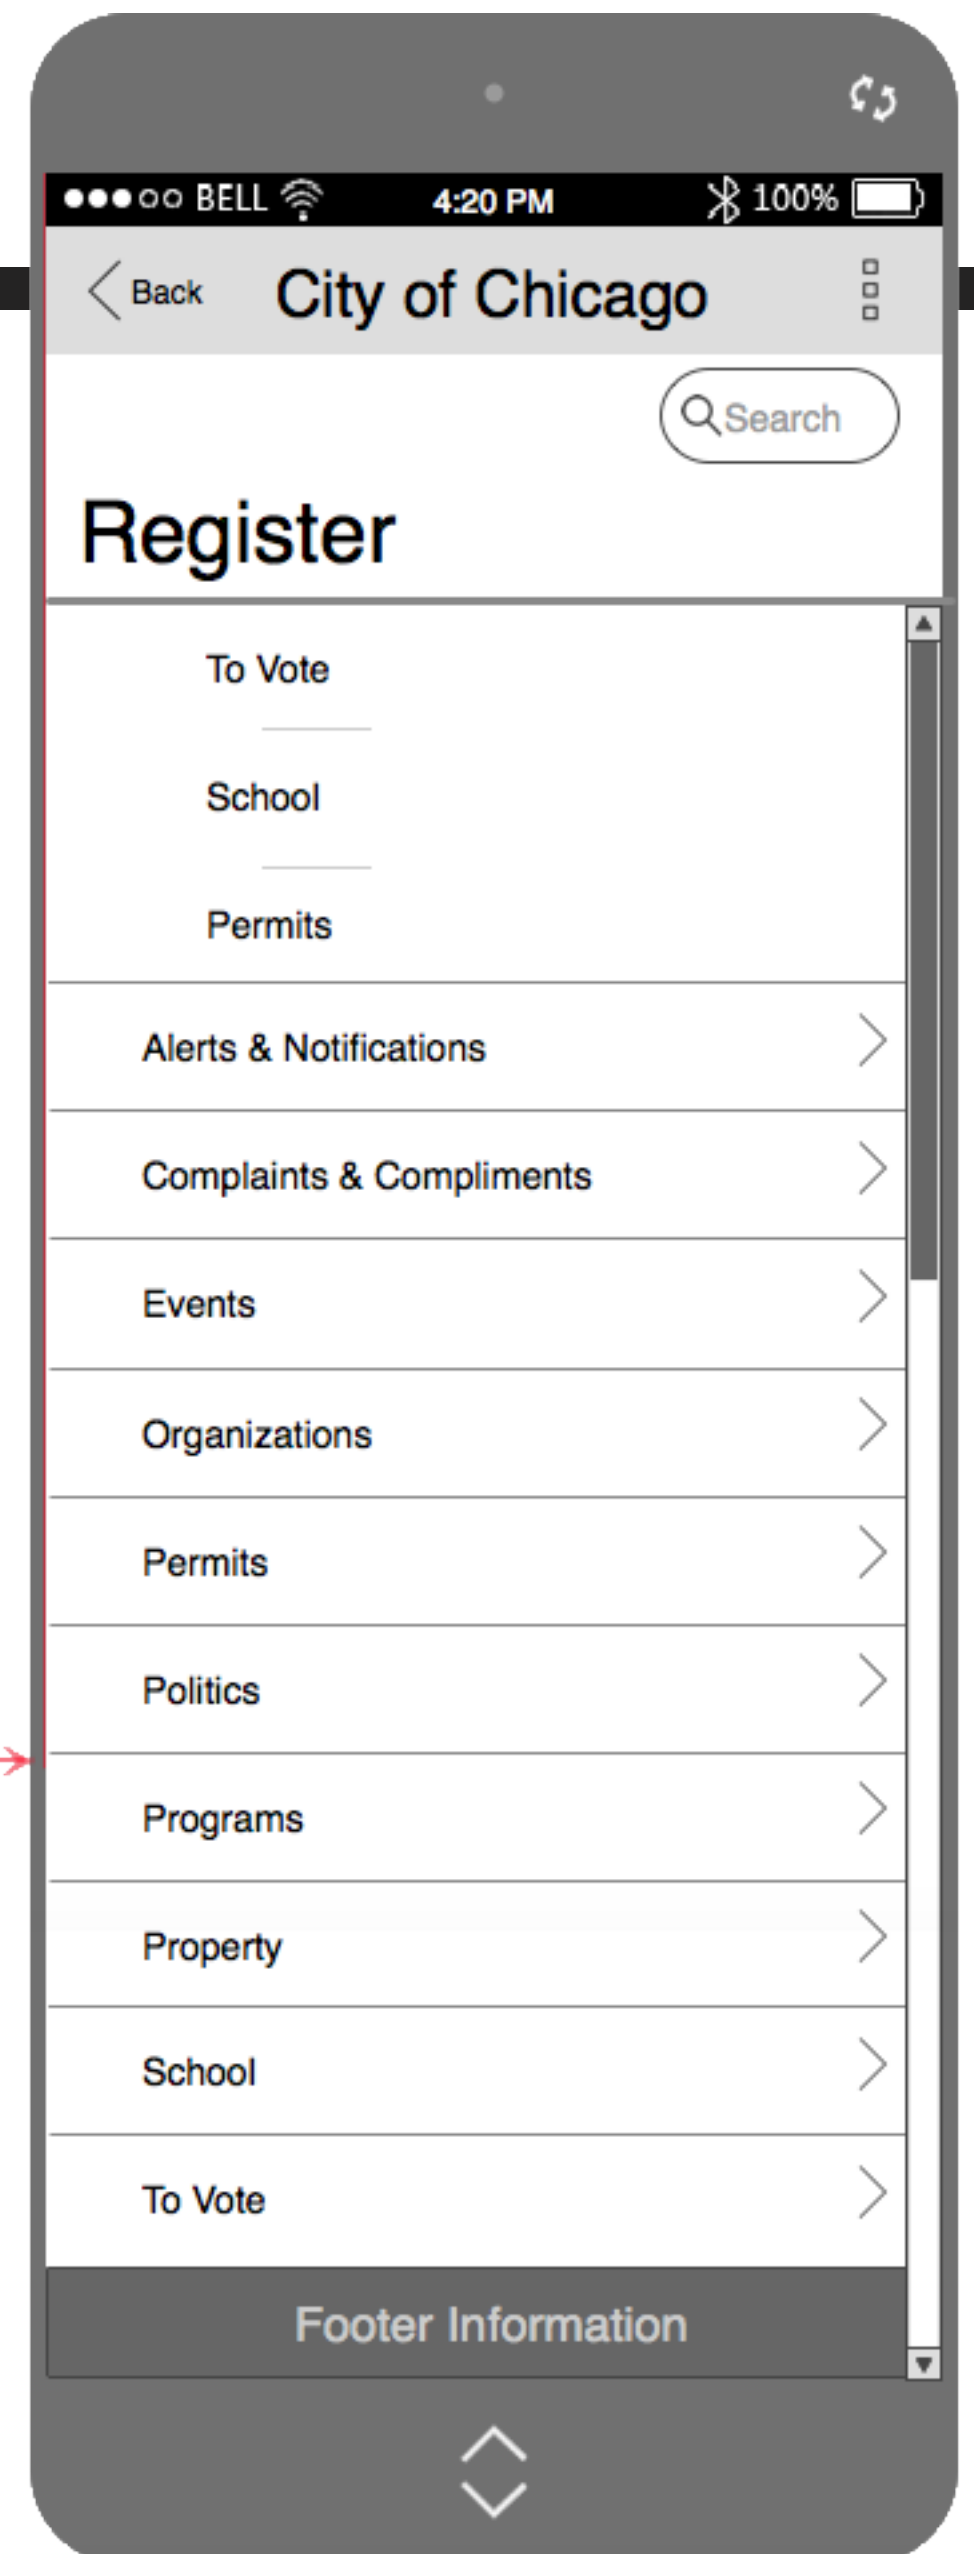 BELL 4:20 PM 100%
Back City of Chicago
Search
Register
To Vote
School
Permits
Alerts & Notifications
Complaints & Compliments
Events
Organizations
Permits
Politics
Programs
Property
School
To Vote
Footer Information